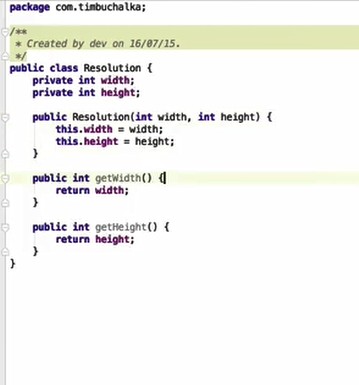 package com.timbuchalka;
/**
* Created by dev on 16/07/15.
*/
public class Resolution {
private int width;
private int height;
public Resolution(int width, int height) {
this.width = width;
this.height = height;
}
public int getWidth() {
return width;
}
public int getHeight() {
return height;
}
}